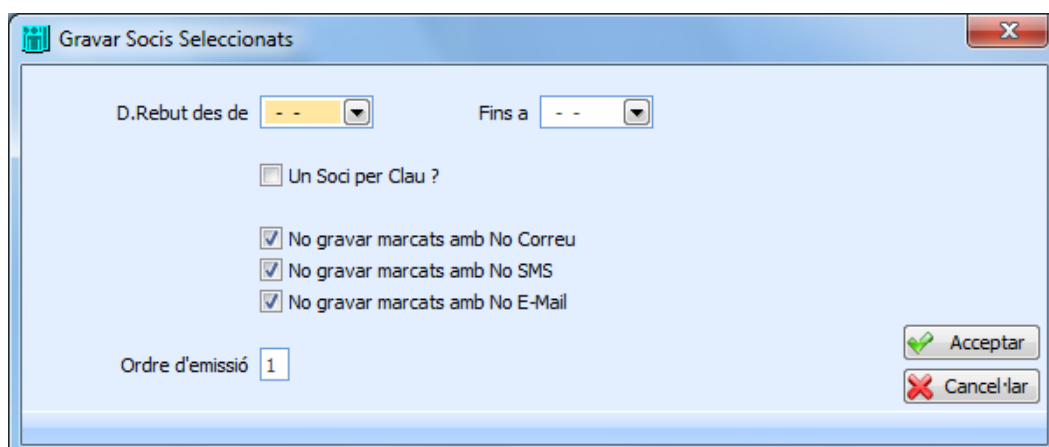 Gravar Socis Seleccionats
D.Rebut des de - - Fins a - -
Un Soci per Clau ?
No gravar marcats amb No Correu
No gravar marcats amb No SMS
No gravar marcats amb No E-Mail
Acceptar
Ordre d'emissió 1
Cancel·lar